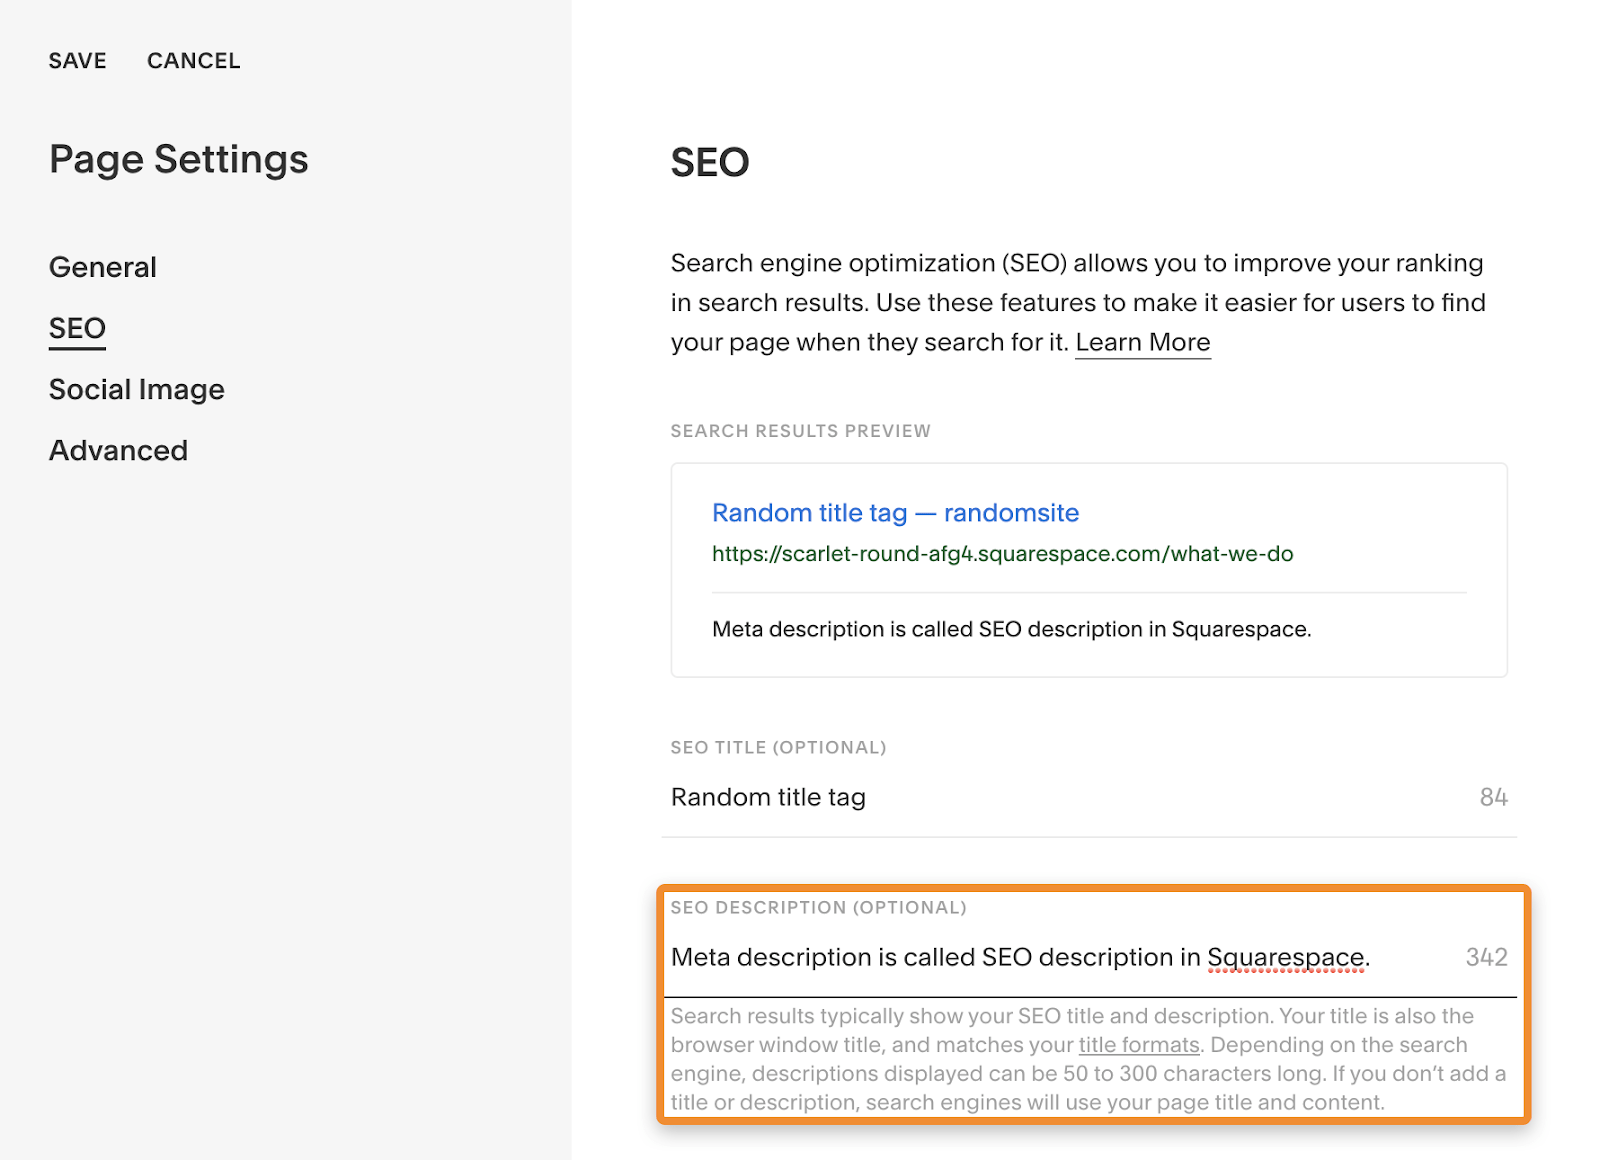 SAVE CANCEL
Page Settings
General
SEO
Social Image
Advanced
SEO
Search engine optimization (SEO) allows you to improve your ranking
in search results. Use these features to make it easier for users to find
your page when they search for it. Learn More
SEARCH RESULTS PREVIEW
Random title tag — randomsite
https://scarlet-round-afg4.squarespace.com/what-we-do
Meta description is called SEO description in Squarespace.
SEO TITLE (OPTIONAL)
Random title tag 84
SEO DESCRIPTION (OPTIONAL)
Meta description is called SEO description in Squarespace. 342
Search results typically show your SEO title and description. Your title is also the
browser window title, and matches your title formats. Depending on the search
engine, descriptions displayed can be 50 to 300 characters long. If you don’t add a
title or description, search engines will use your page title and content.